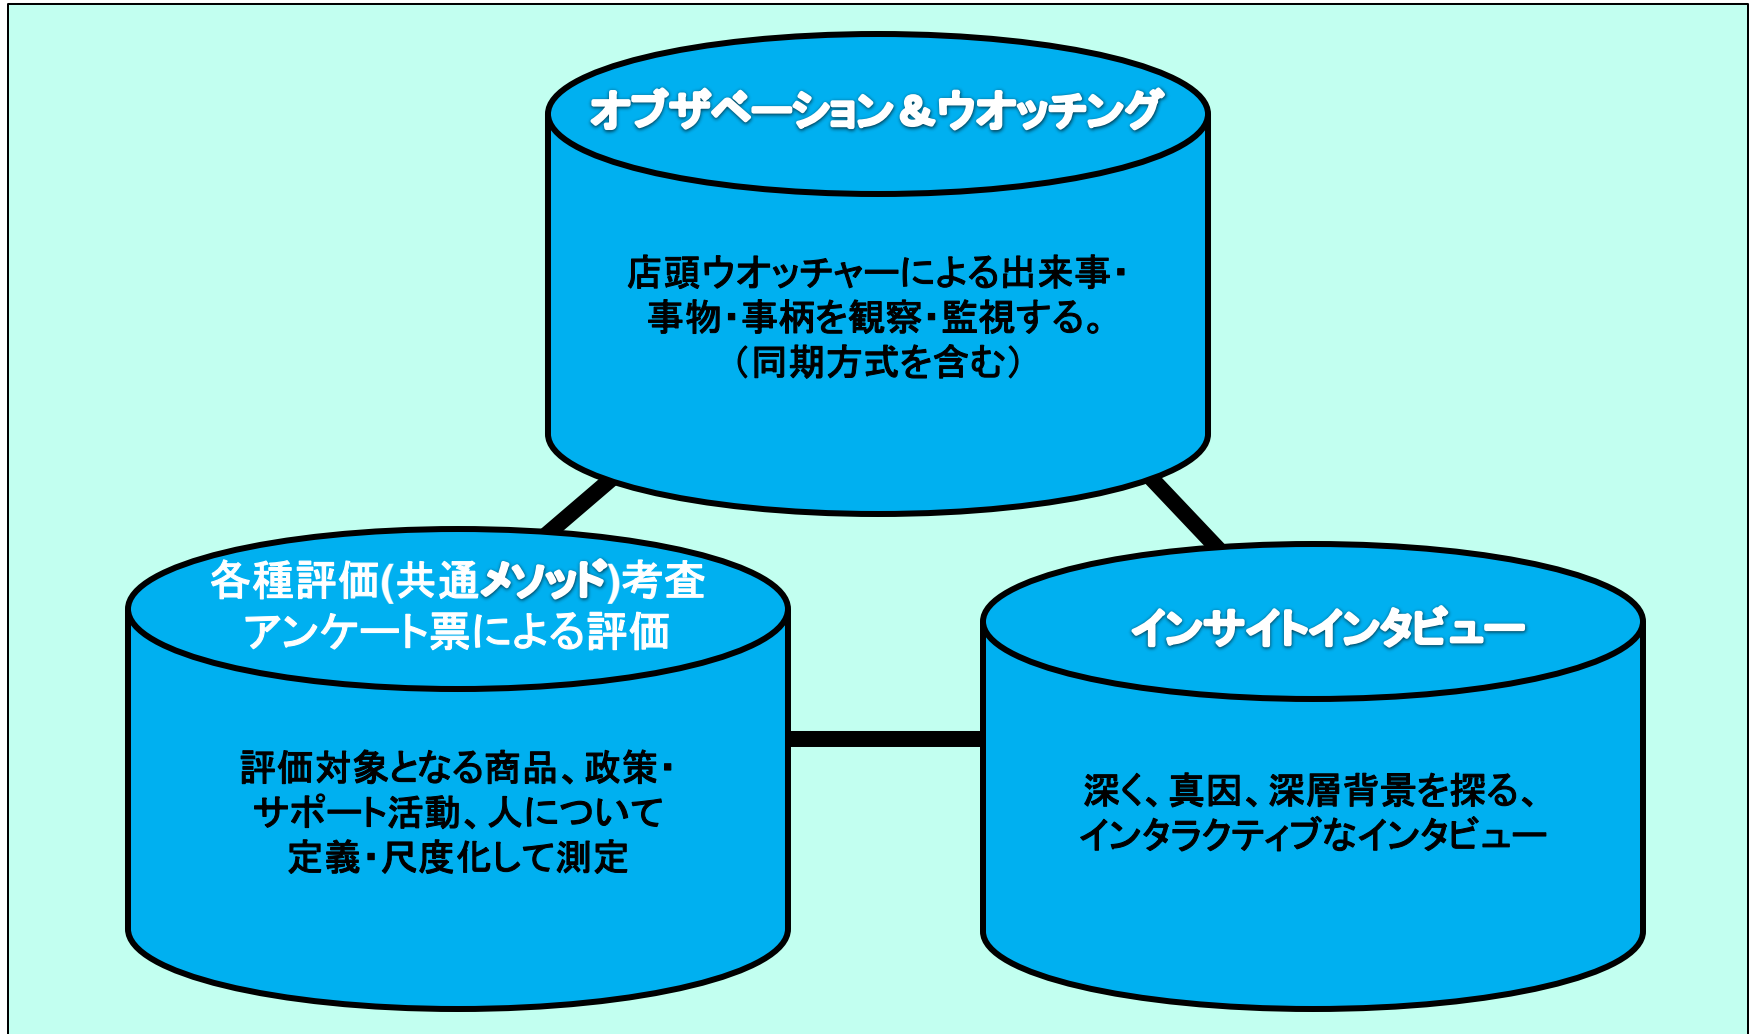 オブザベーション＆ウオッチング
店頭ウオッチャーによる出来事・
事物・事柄を観察・監視する。
（同期方式を含む）
各種評価(共通メソッド)考査
アンケート票による評価
評価対象となる商品、政策・
サポート活動、人について
定義・尺度化して測定
インサイトインタビュー
深く、真因、深層背景を探る、
インタラクティブなインタビュー